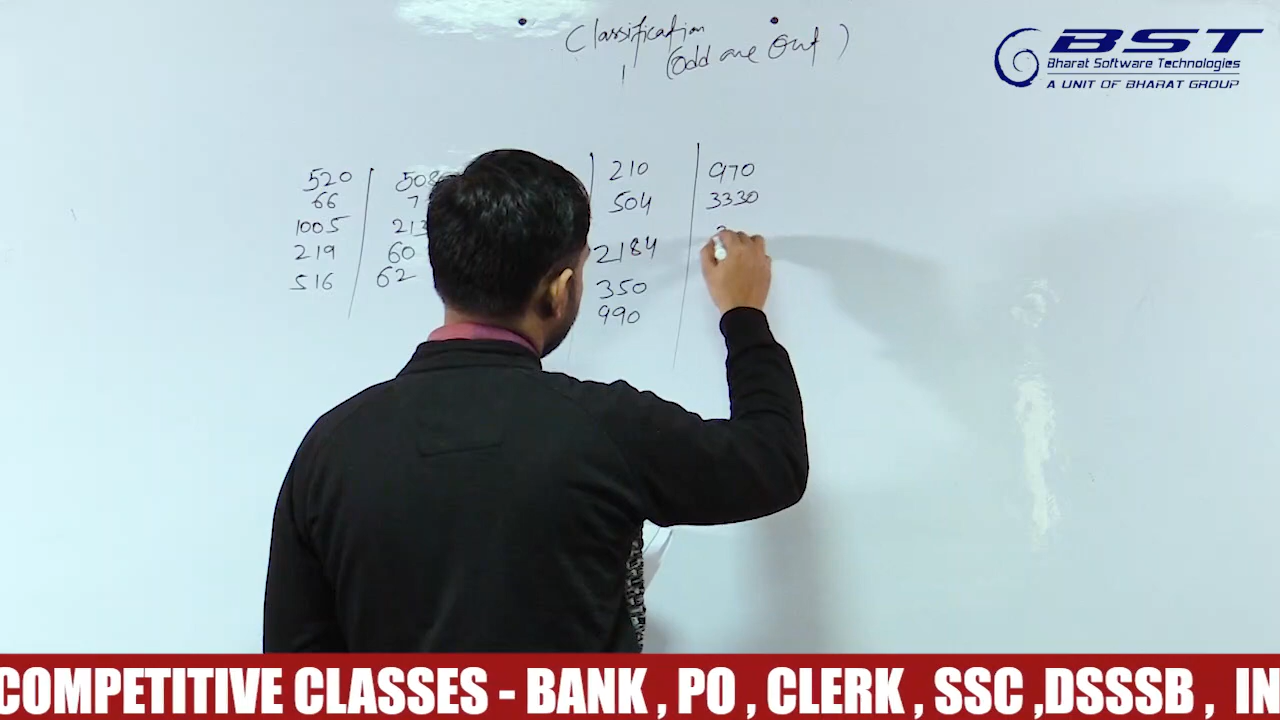 Classification
(Odd one Out)
BST
Bharat Software Technologies
A UNIT OF BHARAT GROUP
520
66
1005
219
516
508
7
213
60
62
210
504
2184
350
990
970
3330
COMPETITIVE CLASSES - BANK , PO , CLERK , SSC ,DSSSB , IN